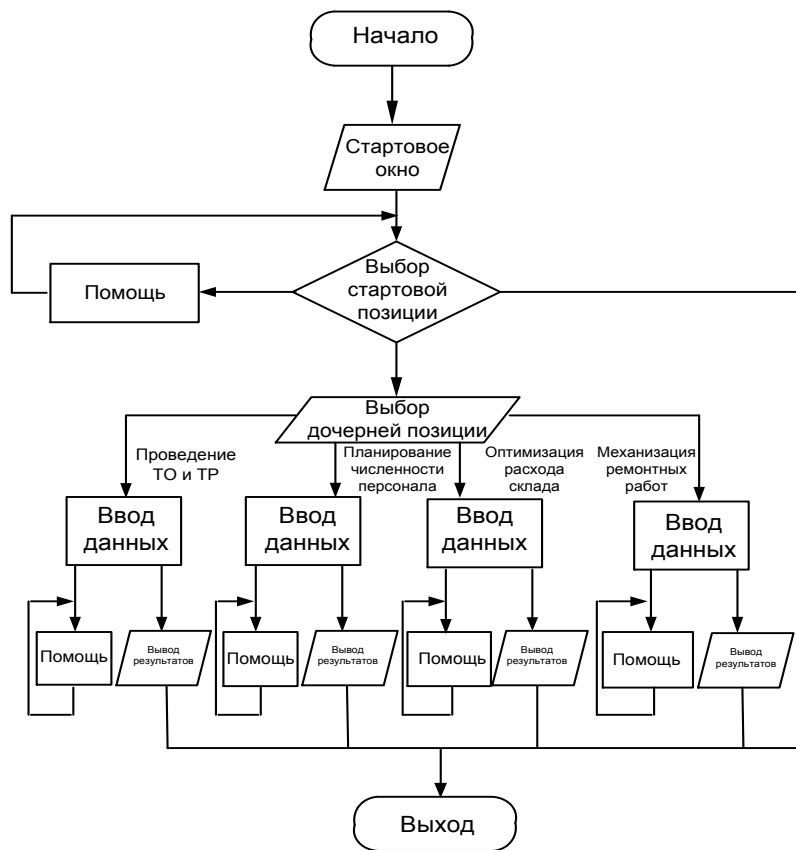 Начало
Стартовое
окно
Выбор
стартовой
позиции
Помощь
Выбор
дочерней позиции
Проведение
ТО и ТР
Планирование
численности
персонала
Оптимизация
расхода
склада
Механизация
ремонтных
работ
Ввод
данных
Ввод
данных
Ввод
данных
Ввод
данных
Помощь
Вывод
результатов
Помощь
Вывод
результатов
Помощь
Вывод
результатов
Помощь
Вывод
результатов
Выход